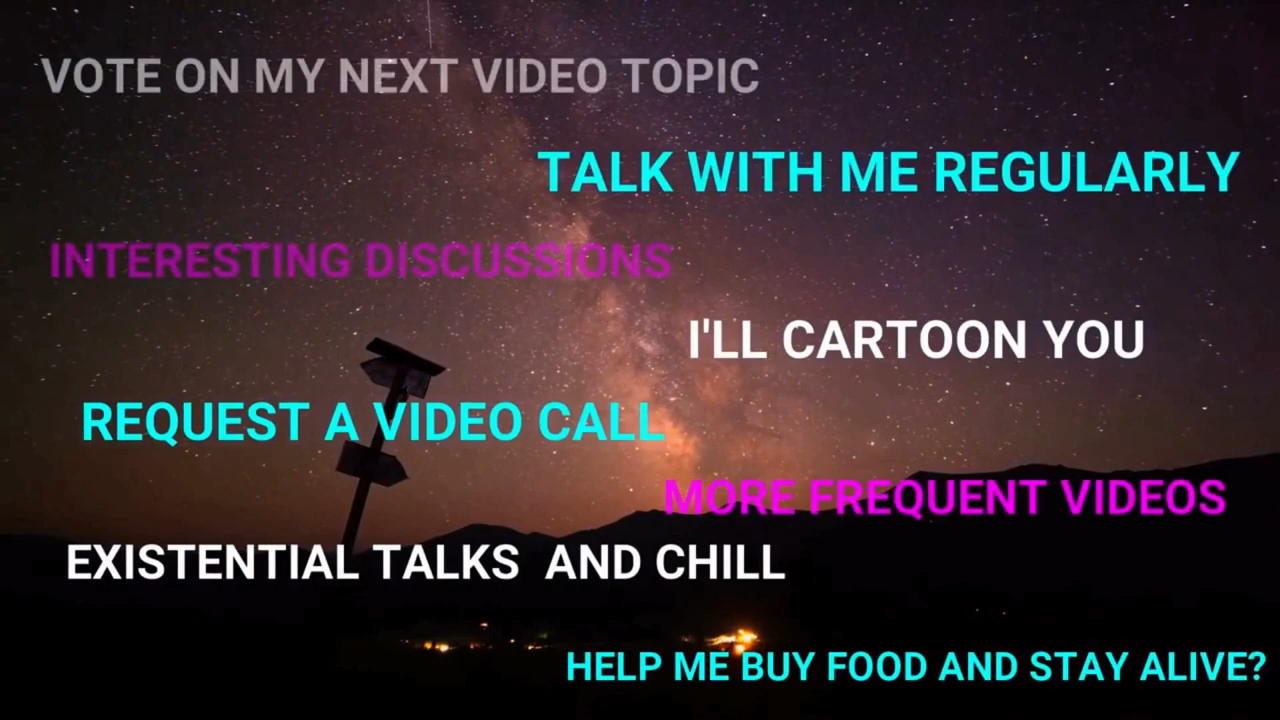 VOTE ON MY NEXT VIDEO TOPIC
TALK WITH ME REGULARLY
INTERESTING DISCUSSIONS
I'LL CARTOON YOU
REQUEST A VIDEO CALL
MORE FREQUENT VIDEOS
EXISTENTIAL TALKS  AND CHILL
HELP ME BUY FOOD AND STAY ALIVE?